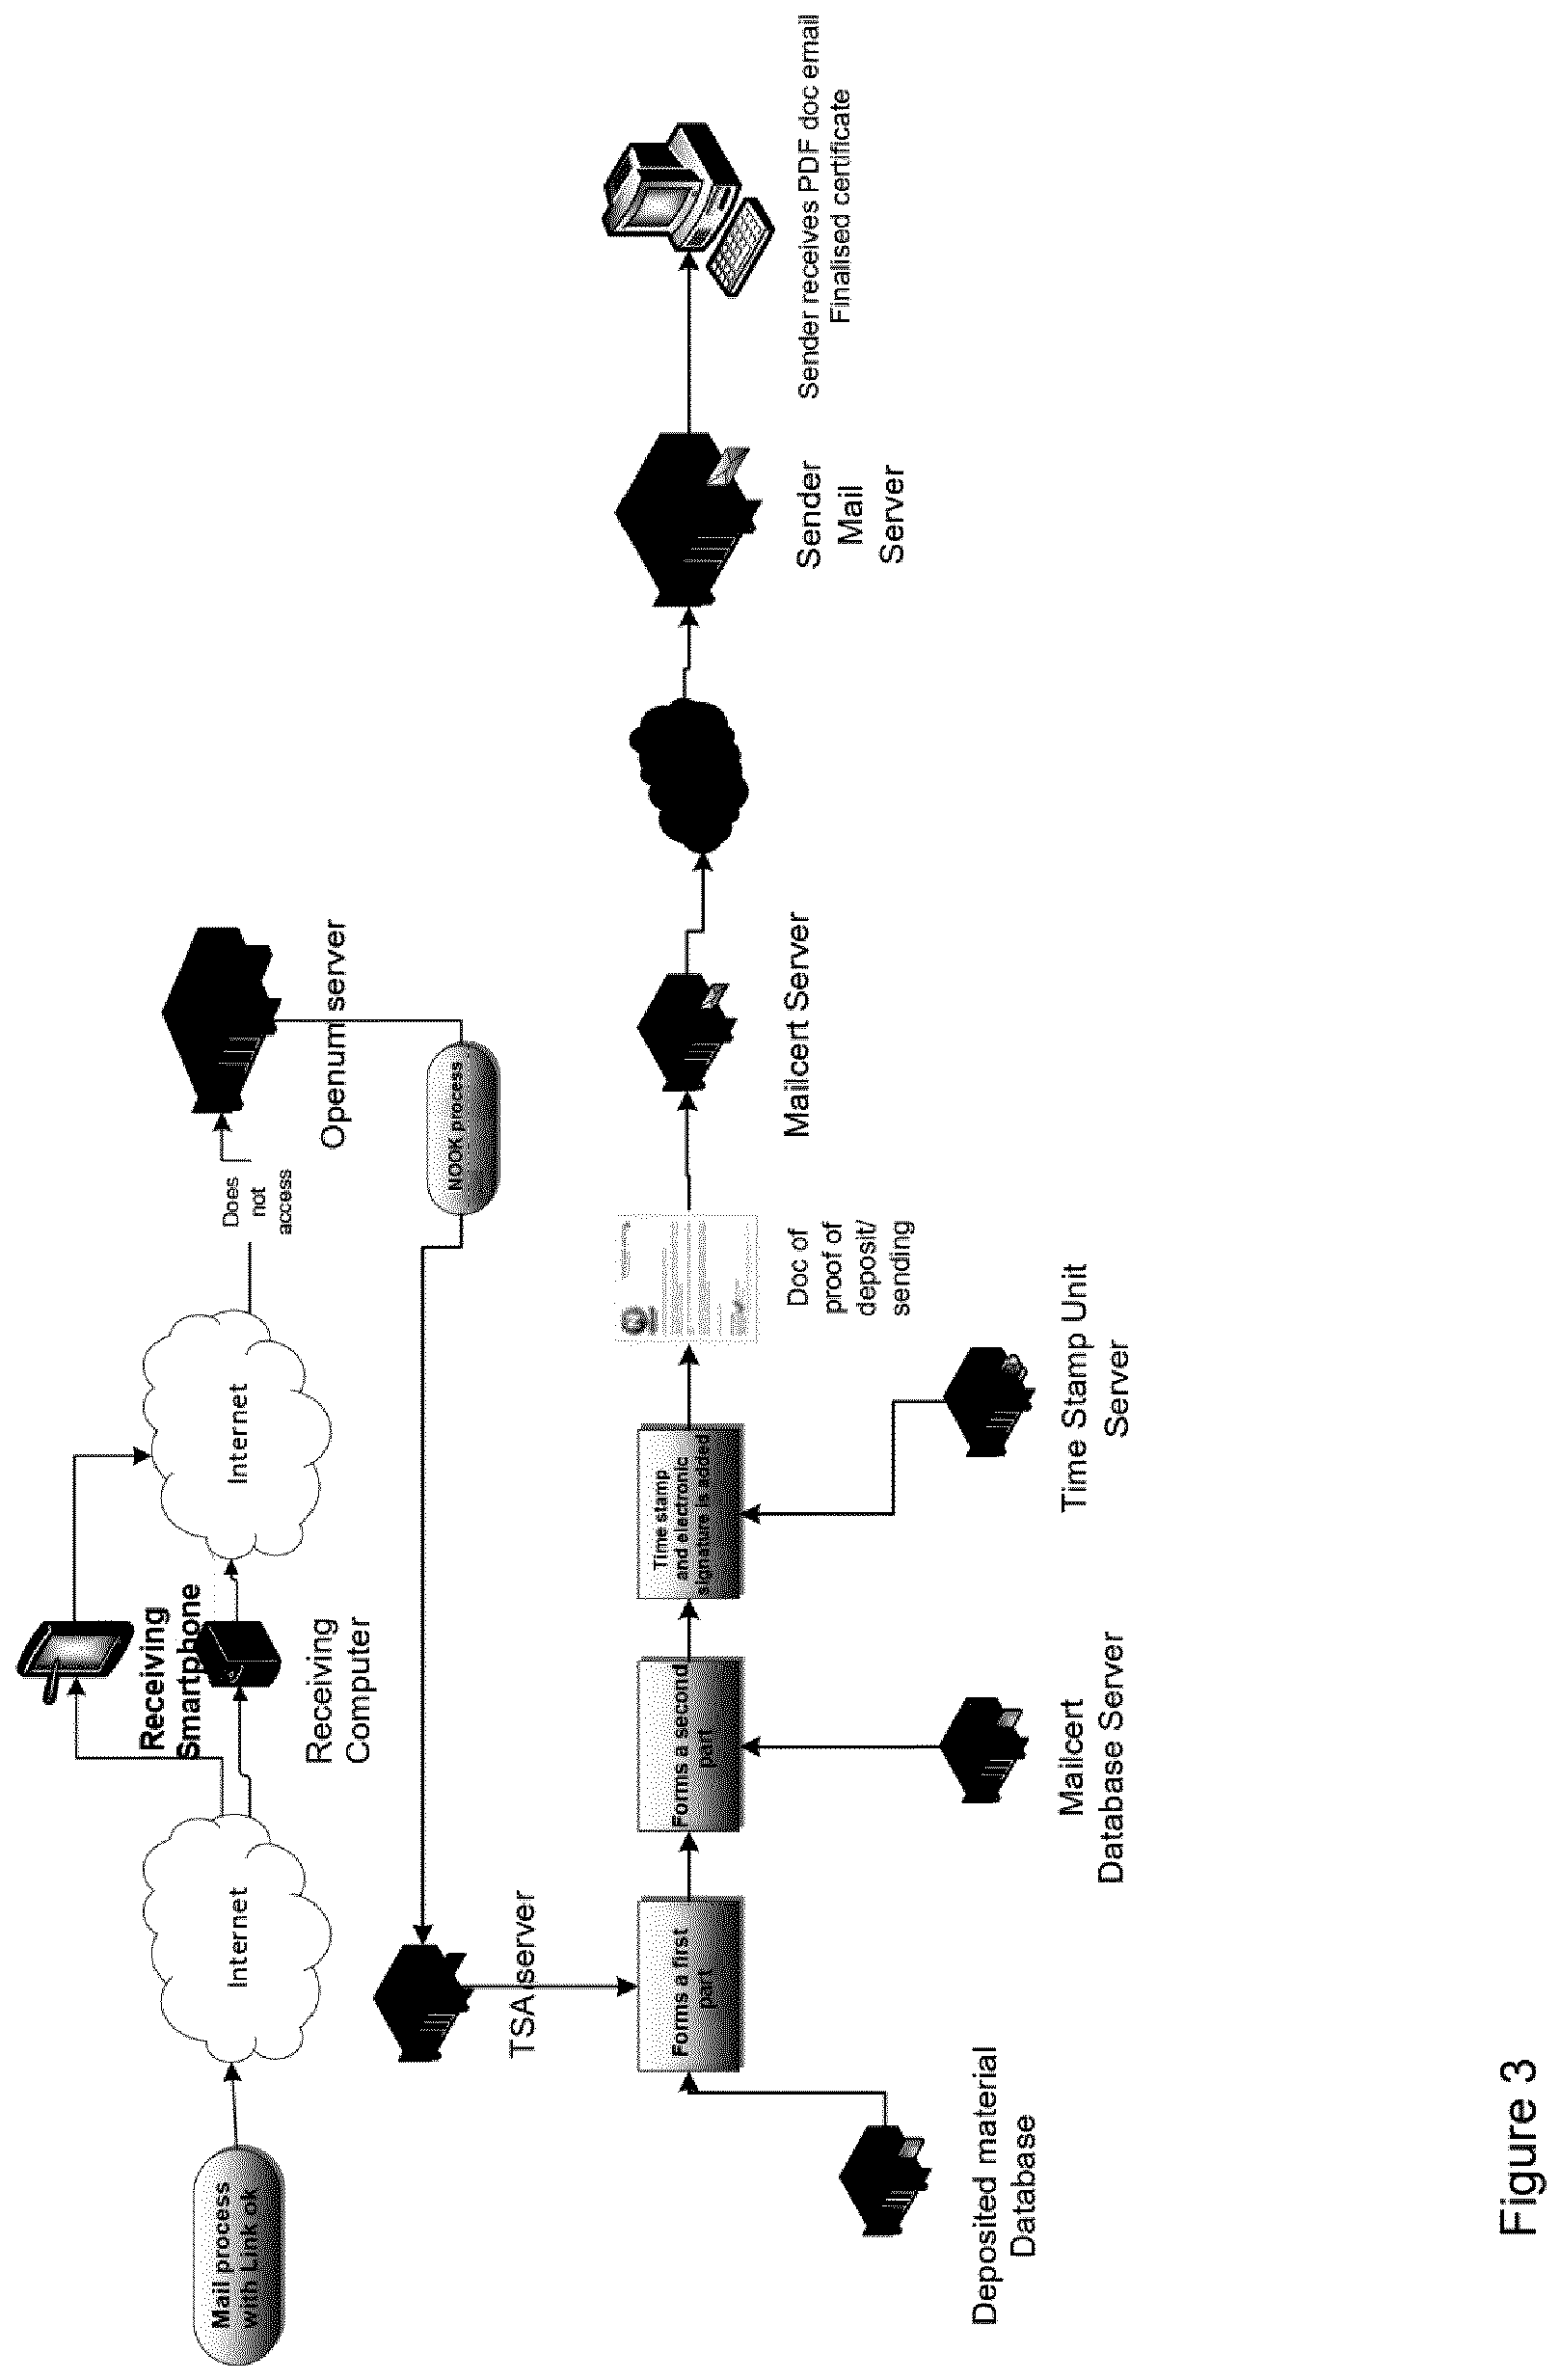 Mail process
with Link ok
Internet
Receiving
Smartphone
Receiving
Computer
Internet
Does
not
access
Openum server
NOOK process
TSA server
Deposited material
Database
Forms a first
part
Forms a second
part
Mailcert
Database Server
Time stamp
and electronic
signature is added
Time Stamp Unit
Server
Doc of
proof of
deposit/
sending
Mailcert Server
Sender
Mail
Server
Sender receives PDF doc email
Finalised certificate
Figure 3